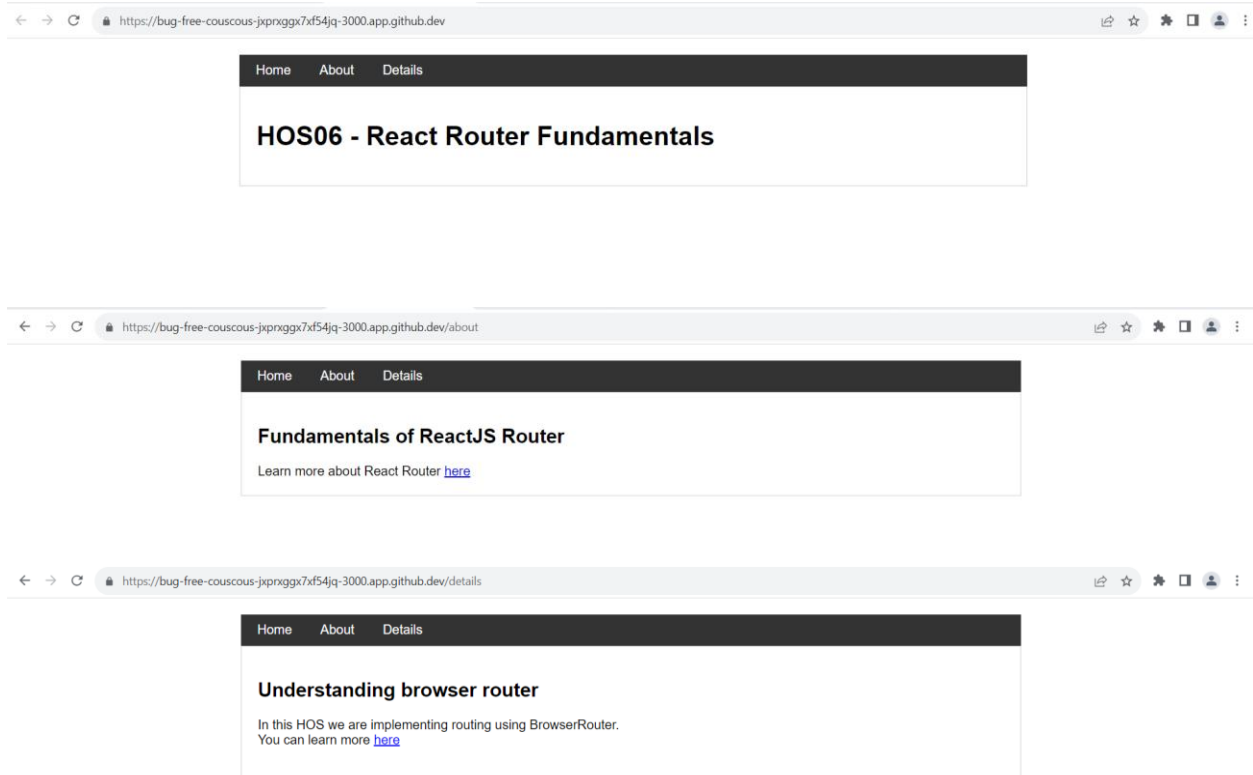 https://bug-free-couscous-jxprxggx7xf54jq-3000.app.github.dev
Home About Details
HOS06 - React Router Fundamentals
https://bug-free-couscous-jxprxggx7xf54jq-3000.app.github.dev/about
Home About Details
Fundamentals of ReactJS Router
Learn more about React Router here
https://bug-free-couscous-jxprxggx7xf54jq-3000.app.github.dev/details
Home About Details
Understanding browser router
In this HOS we are implementing routing using BrowserRouter.
You can learn more here